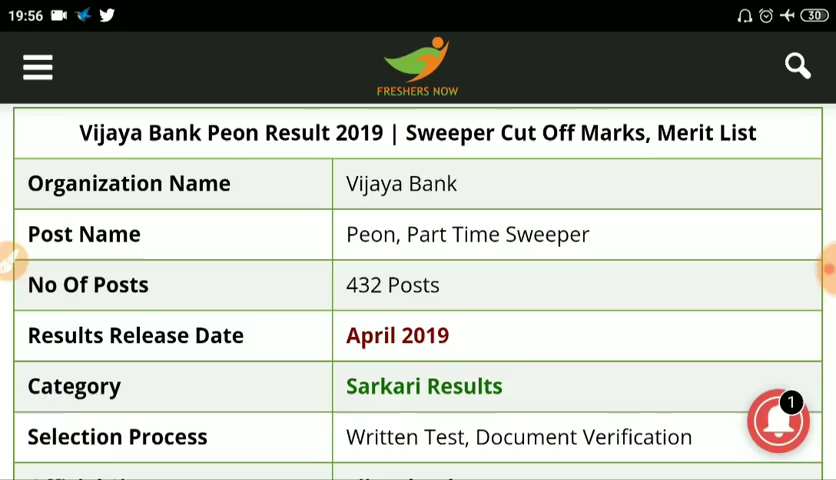 19:56
30
FRESHERS NOW
Vijaya Bank Peon Result 2019 | Sweeper Cut Off Marks, Merit List
Organization Name Vijaya Bank
Post Name Peon, Part Time Sweeper
No Of Posts 432 Posts
Results Release Date April 2019
Category Sarkari Results
1
Selection Process Written Test, Document Verification